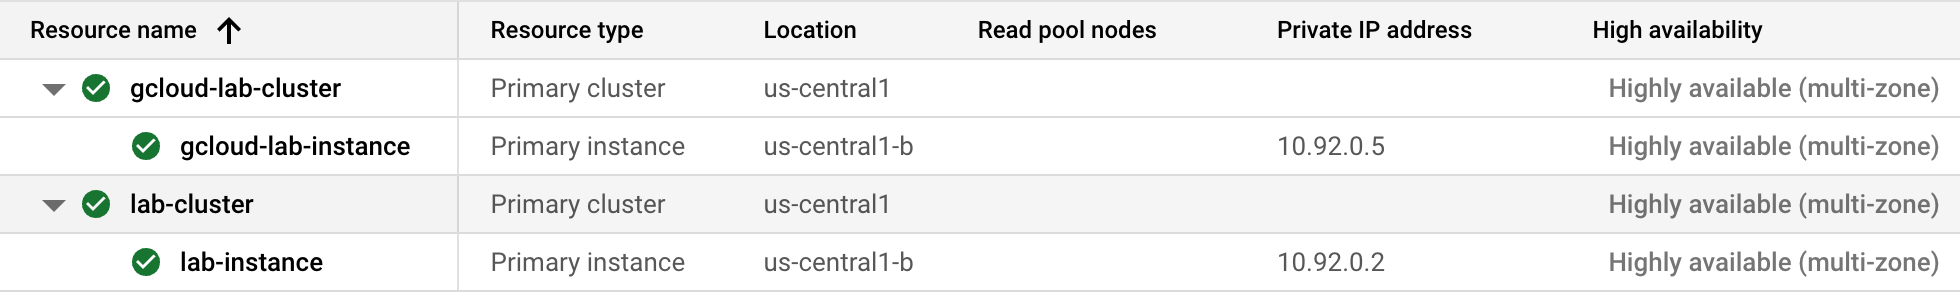 Resource name Resource type Location Read pool nodes Private IP address High availability
gcloud-lab-cluster Primary cluster us-central1 Highly available (multi-zone)
gcloud-lab-instance Primary instance us-central1-b 10.92.0.5 Highly available (multi-zone)
lab-cluster Primary cluster us-central1 Highly available (multi-zone)
lab-instance Primary instance us-central1-b 10.92.0.2 Highly available (multi-zone)